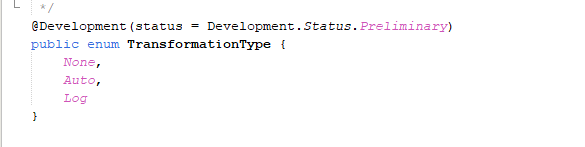 */
@Development(status = Development.Status.Preliminary)
public enum TransformationType {
None,
Auto,
Log
}